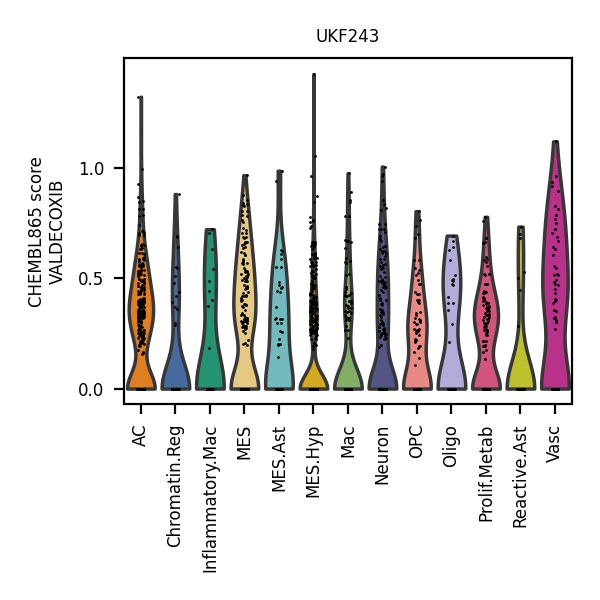 UKF243
CHEMBL865 score
VALDECOXIB
1.0
0.5
0.0
AC
Chromatin.Reg
Inflammatory.Mac
MES
MES.Ast
MES.Hyp
Mac
Neuron
OPC
Oligo
Prolif.Metab
Reactive.Ast
Vasc